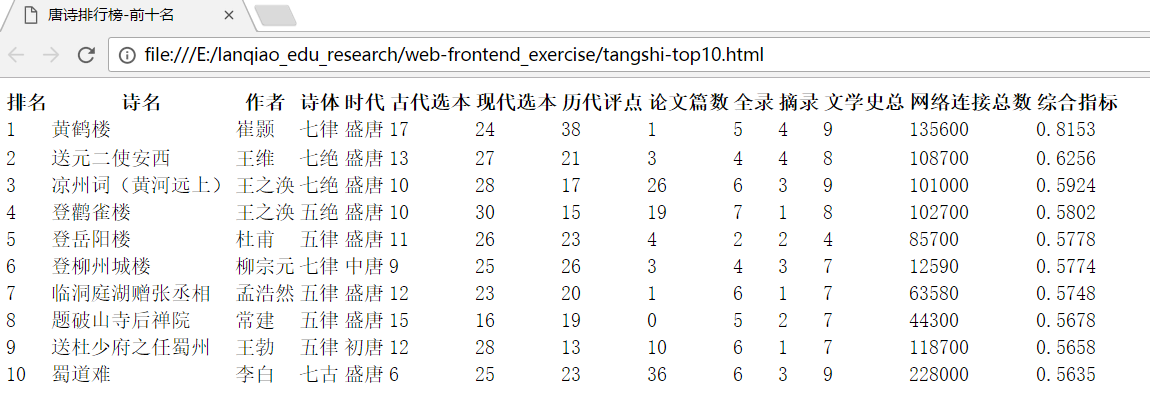 唐诗排行榜-前十名
file:///E:/lanqiao_edu_research/web-frontend_exercise/tangshi-top10.html
排名 诗名 作者 诗体 时代 古代选本 现代选本 历代评点 论文篇数 全录 摘录 文学史总 网络连接总数 综合指标
1 黄鹤楼 崔颢 七律 盛唐 17 24 38 1 5 4 9 135600 0.8153
2 送元二使安西 王维 七绝 盛唐 13 27 21 3 4 4 8 108700 0.6256
3 凉州词（黄河远上） 王之涣 七绝 盛唐 10 28 17 26 6 3 9 101000 0.5924
4 登鹳雀楼 王之涣 五绝 盛唐 10 30 15 19 7 1 8 102700 0.5802
5 登岳阳楼 杜甫 五律 盛唐 11 26 23 4 2 2 4 85700 0.5778
6 登柳州城楼 柳宗元 七律 中唐 9 25 26 3 4 3 7 12590 0.5774
7 临洞庭湖赠张丞相 孟浩然 五律 盛唐 12 23 20 1 6 1 7 63580 0.5748
8 题破山寺后禅院 常建 五律 盛唐 15 16 19 0 5 2 7 44300 0.5678
9 送杜少府之任蜀州 王勃 五律 初唐 12 28 13 10 6 1 7 118700 0.5658
10 蜀道难 李白 七古 盛唐 6 25 23 36 6 3 9 228000 0.5635